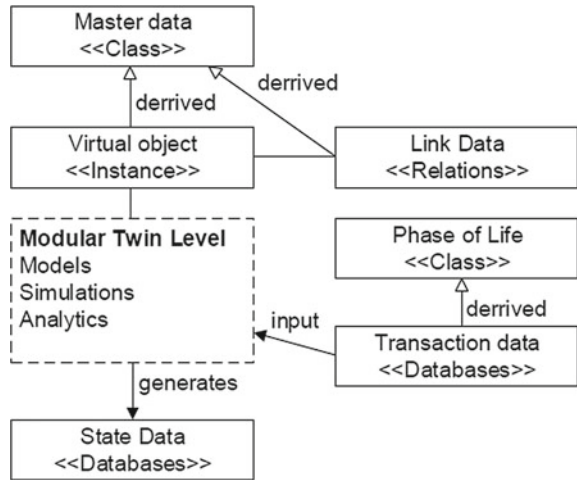 Master data
<<Class>>
derrived
derrived
Virtual object
<<Instance>>
Link Data
<<Relations>>
Modular Twin Level
Models
Simulations
Analytics
Phase of Life
<<Class>>
derrived
input
Transaction data
<<Databases>>
generates
State Data
<<Databases>>